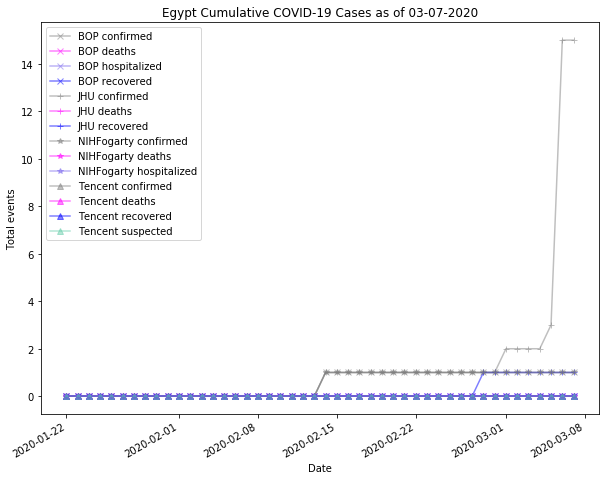 Egypt Cumulative COVID-19 Cases as of 03-07-2020
BOP confirmed
BOP deaths
BOP hospitalized
BOP recovered
JHU confirmed
JHU deaths
JHU recovered
NIHFogarty confirmed
NIHFogarty deaths
NIHFogarty hospitalized
Tencent confirmed
Tencent deaths
Tencent recovered
Tencent suspected
Total events
14
12
10
8
6
4
2
0
2020-01-22
2020-02-01
2020-02-08
2020-02-15
2020-02-22
2020-03-01
2020-03-08
Date